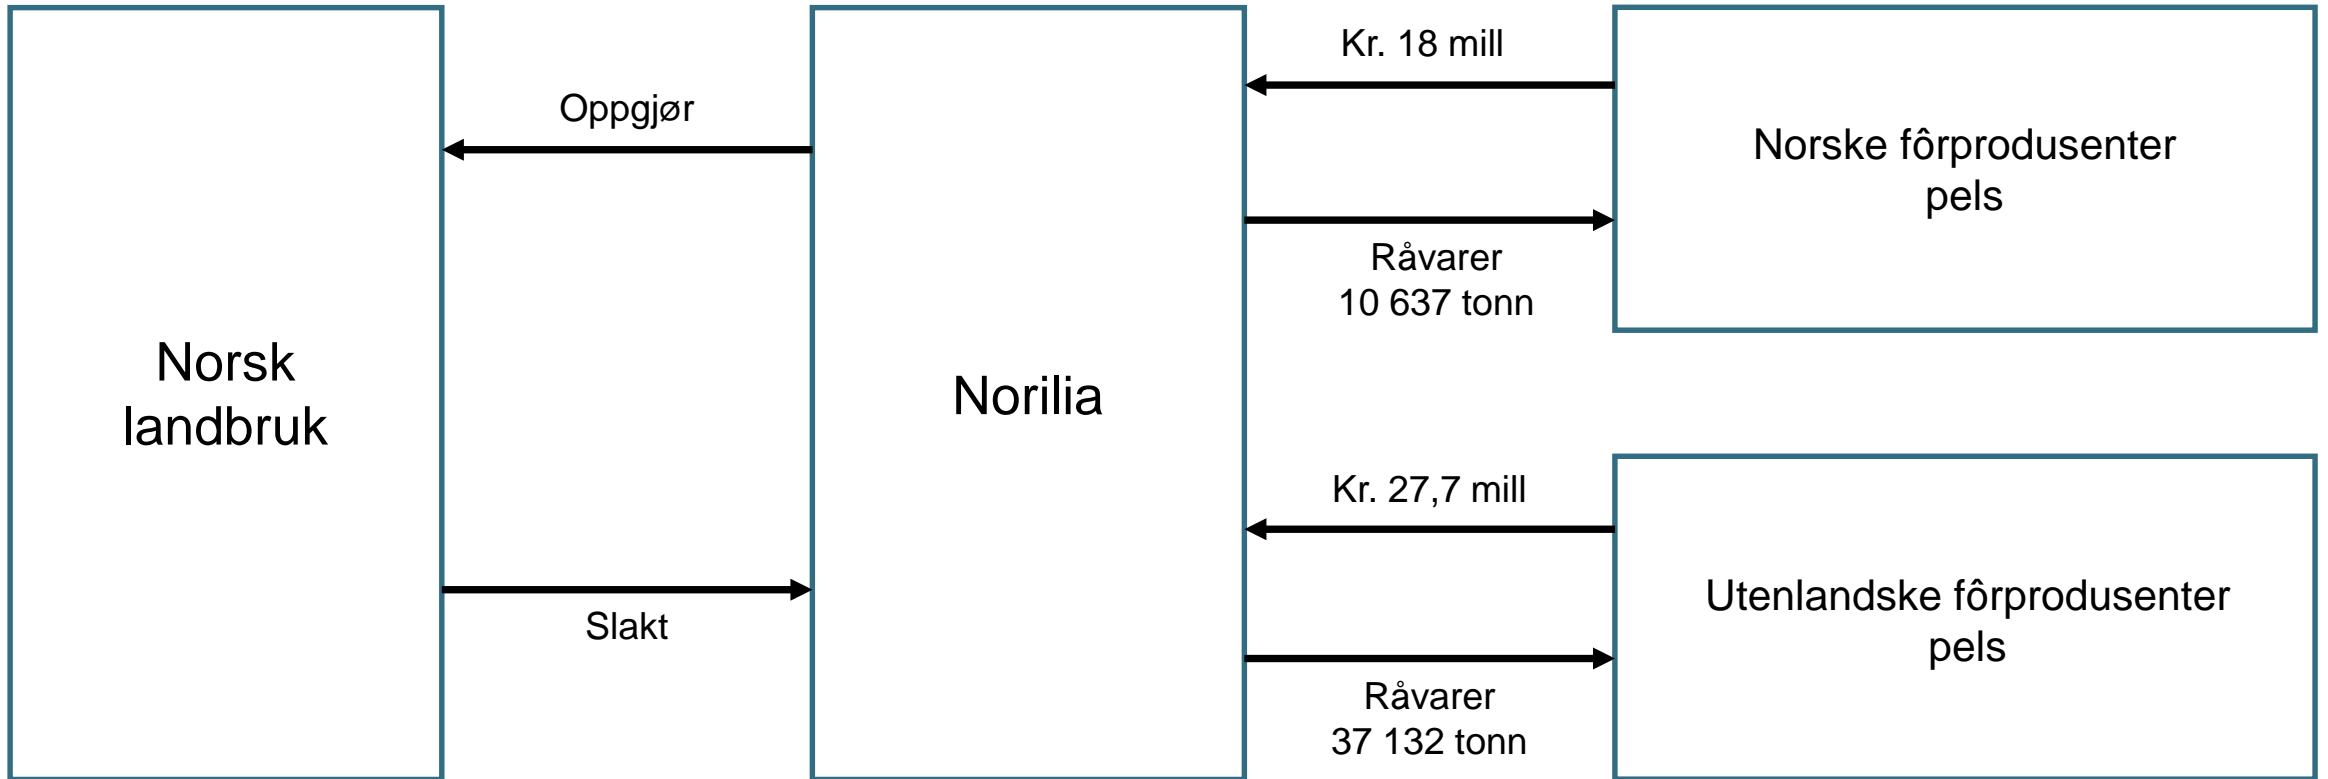 Norsk
landbruk
Oppgjør
Slakt
Norilia
Kr. 18 mill
Råvarer
10 637 tonn
Norske fôrprodusenter
pels
Kr. 27,7 mill
Råvarer
37 132 tonn
Utenlandske fôrprodusenter
pels